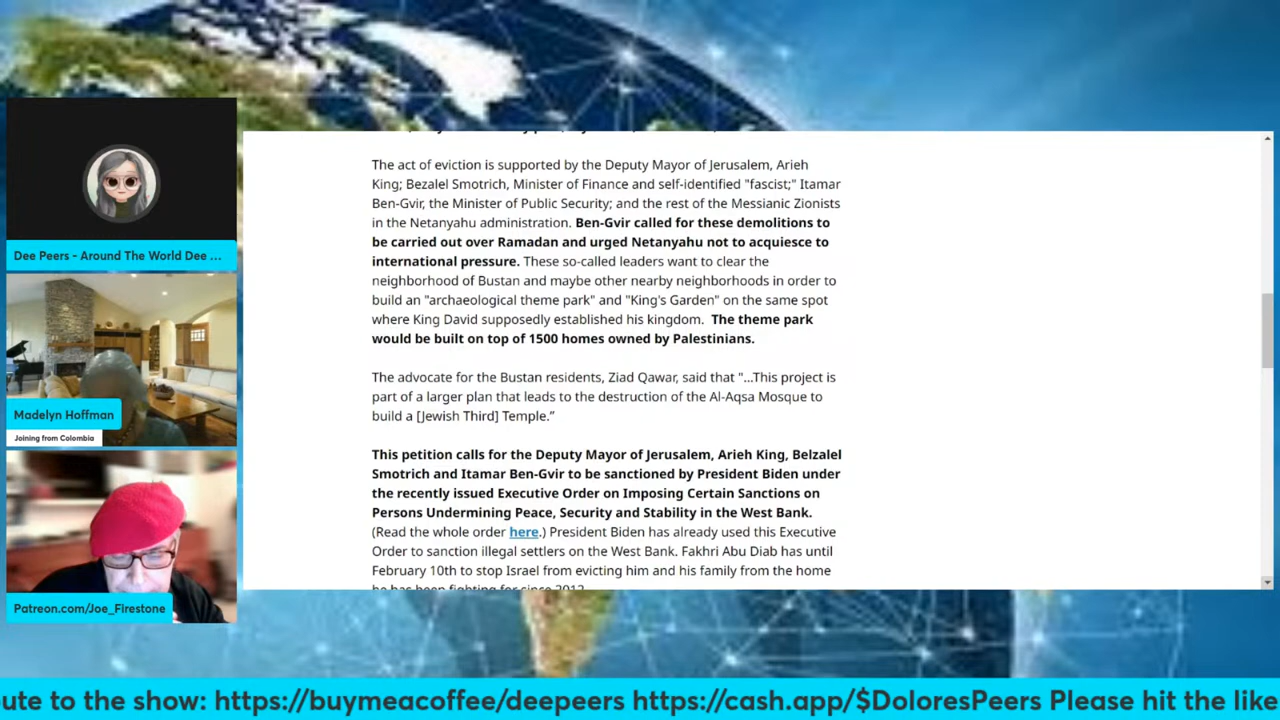 Dee Peers - Around The World Dee ...
Madelyn Hoffman
Joining from Colombia
Patreon.com/Joe_Firestone
The act of eviction is supported by the Deputy Mayor of Jerusalem, Arieh
King; Bezalel Smotrich, Minister of Finance and self-identified "fascist;" Itamar
Ben-Gvir, the Minister of Public Security; and the rest of the Messianic Zionists
in the Netanyahu administration. Ben-Gvir called for these demolitions to
be carried out over Ramadan and urged Netanyahu not to acquiesce to
international pressure. These so-called leaders want to clear the
neighborhood of Bustan and maybe other nearby neighborhoods in order to
build an "archaeological theme park" and "King's Garden" on the same spot
where King David supposedly established his kingdom. The theme park
would be built on top of 1500 homes owned by Palestinians.
The advocate for the Bustan residents, Ziad Qawar, said that "...This project is
part of a larger plan that leads to the destruction of the Al-Aqsa Mosque to
build a [Jewish Third] Temple.”
This petition calls for the Deputy Mayor of Jerusalem, Arieh King, Belzalel
Smotrich and Itamar Ben-Gvir to be sanctioned by President Biden under
the recently issued Executive Order on Imposing Certain Sanctions on
Persons Undermining Peace, Security and Stability in the West Bank.
(Read the whole order here.) President Biden has already used this Executive
Order to sanction illegal settlers on the West Bank. Fakhri Abu Diab has until
February 10th to stop Israel from evicting him and his family from the home
he has been fighting for since 2012
ute to the show: https://buymeacoffee/deepeers https://cash.app/$DoloresPeers Please hit the like